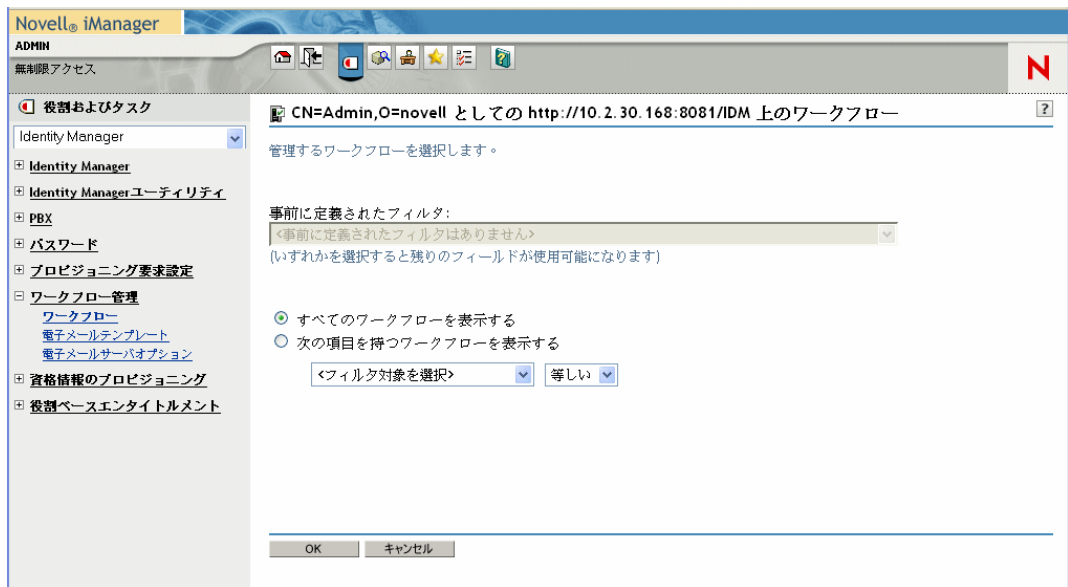 Novell® iManager
ADMIN
無制限アクセス
N
役割およびタスク
Identity Manager
Identity Manager
Identity Managerユーティリティ
PBX
パスワード
プロビジョニング要求設定
ワークフロー管理
ワークフロー
電子メールテンプレート
電子メールサーバオプション
資格情報のプロビジョニング
役割ベースエンタイトルメント
CN=Admin,O=novell としての http://10.2.30.168:8081/IDM 上のワークフロー
?
管理するワークフローを選択します。
事前に定義されたフィルタ:
<事前に定義されたフィルタはありません>
(いずれかを選択すると残りのフィールドが使用可能になります)
すべてのワークフローを表示する
次の項目を持つワークフローを表示する
<フィルタ対象を選択> 等しい
OK キャンセル